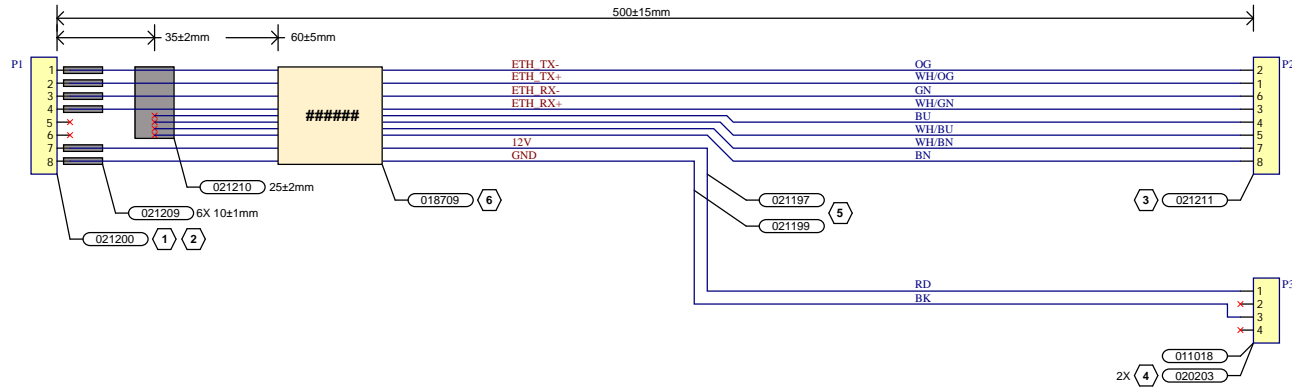 500±15mm
35±2mm
60±5mm
P1
P2
1
2
3
4
5
6
7
8
######
ETH_TX-
ETH_TX+
ETH_RX-
ETH_RX+
12V
GND
OG
WH/OG
GN
WH/GN
BU
WH/BU
WH/BN
BN
2
1
6
3
4
5
7
8
021210 25±2mm
018709 6
021197
5
021199
3 021211
021209 6X 10±1mm
021200 1 2
RD
BK
P3
1
2
3
4
011018
2X 4 020203